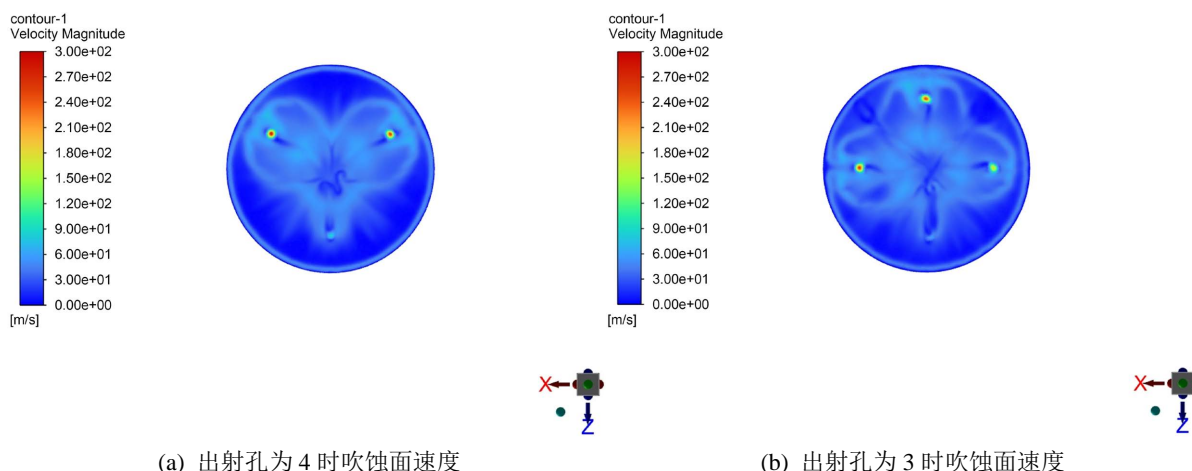 contour-1
Velocity Magnitude
3.00e+02
2.70e+02
2.40e+02
2.10e+02
1.80e+02
1.50e+02
1.20e+02
9.00e+01
6.00e+01
3.00e+01
0.00e+00
[m/s]
X
Z
(a) 出射孔为 4 时吹蚀面速度
contour-1
Velocity Magnitude
3.00e+02
2.70e+02
2.40e+02
2.10e+02
1.80e+02
1.50e+02
1.20e+02
9.00e+01
6.00e+01
3.00e+01
0.00e+00
[m/s]
X
Z
(b) 出射孔为 3 时吹蚀面速度